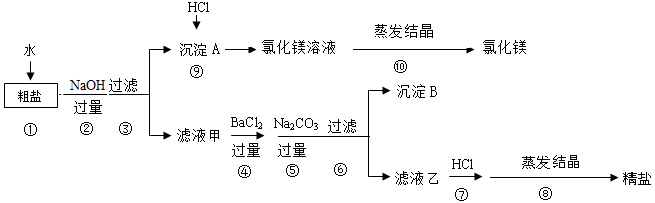 HCl
蒸发结晶
沉淀 A
氯化镁溶液
氯化镁
⑨
⑩
水
粗盐
NaOH
过滤
过量
①
②
③
沉淀 B
滤液甲
BaCl₂
Na₂CO₃
过滤
过量
过量
④
⑤
⑥
滤液乙
HCl
蒸发结晶
精盐
⑦
⑧